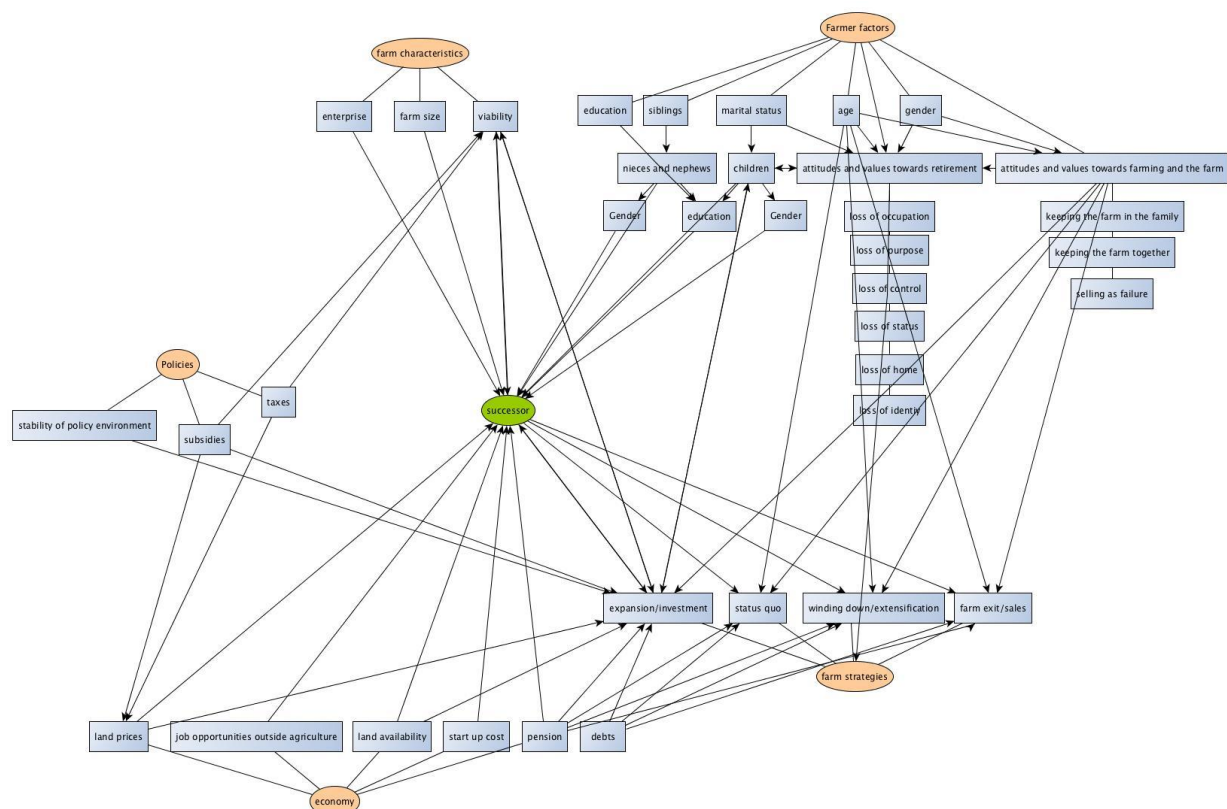 Farmer factors
farm characteristics
enterprise
farm size
viability
education
siblings
marital status
age
gender
nieces and nephews
children
attitudes and values towards retirement
attitudes and values towards farming and the farm
Gender
education
Gender
loss of occupation
keeping the farm in the family
loss of purpose
keeping the farm together
loss of control
selling as failure
loss of status
Policies
loss of home
taxes
successor
loss of identiy
stability of policy environment
subsidies
expansion/investment
status quo
winding down/extensification
farm exit/sales
farm strategies
land prices
job opportunities outside agriculture
land availability
start up cost
pension
debts
economy